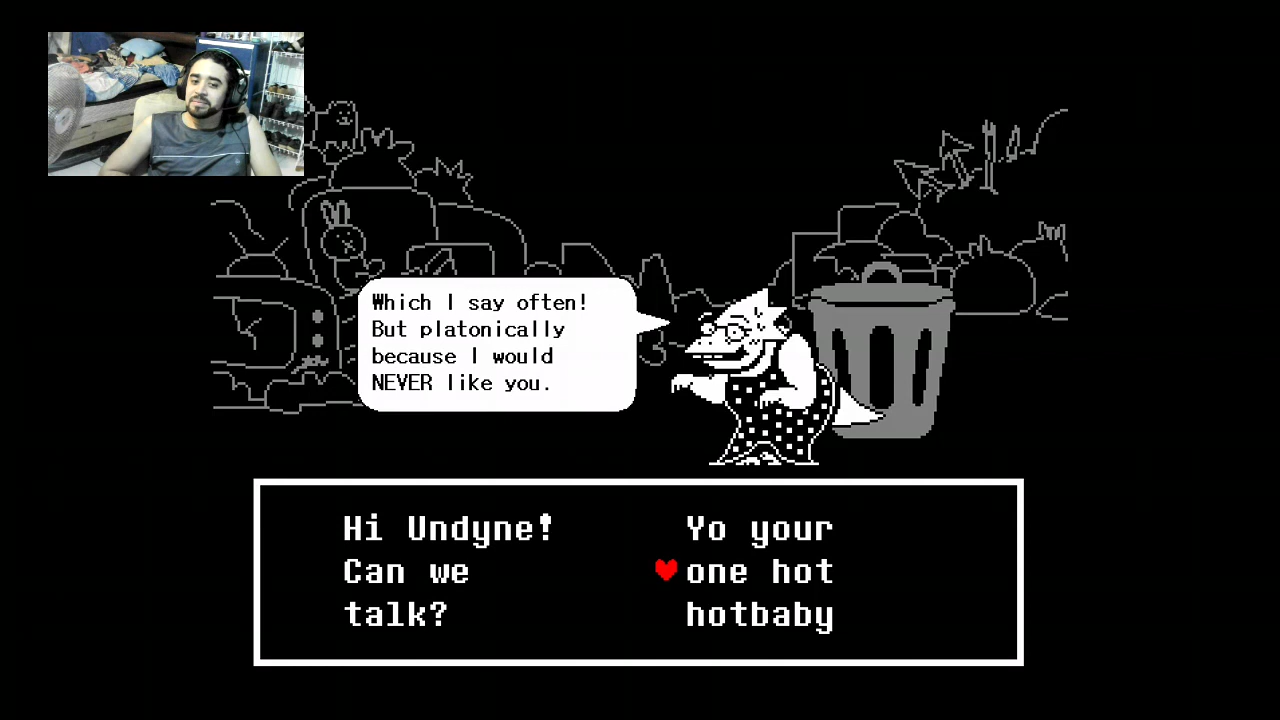 Which I say often!
But platonically
because I would
NEVER like you.
Hi Undyne!
Can we
talk?
Yo your
one hot
hotbaby